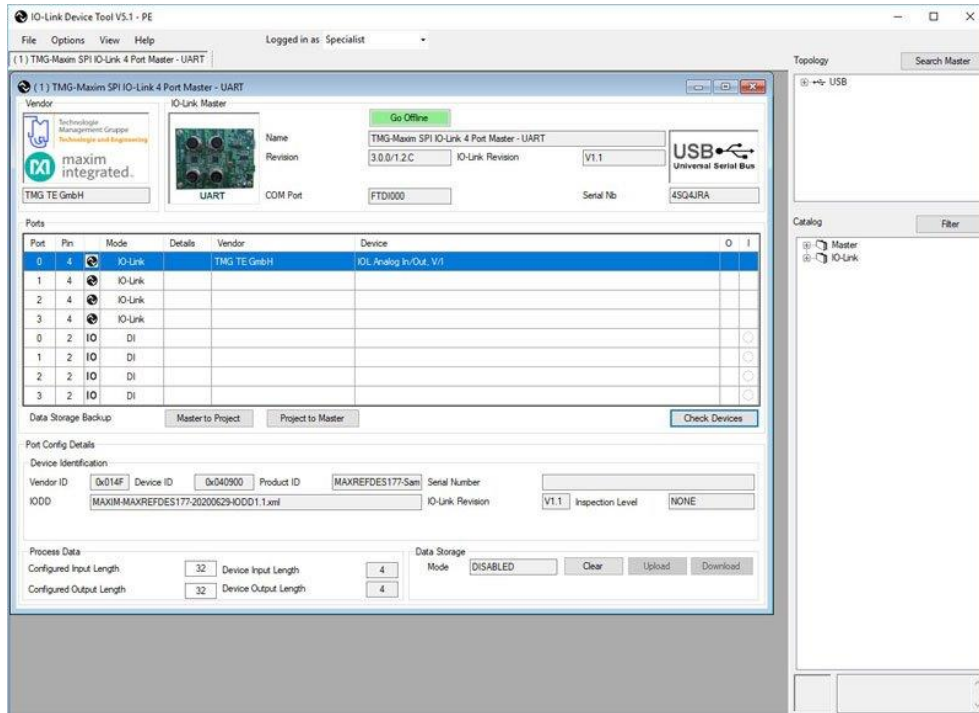 IO-Link Device Tool V5.1 - PE
File Options View Help Logged in as Specialist
(1) TMG-Maxim SPI IO-Link 4 Port Master - UART
Topology Search Master
USB
(1) TMG-Maxim SPI IO-Link 4 Port Master - UART
Vendor IO-Link Master
Technologie
Management Gruppe
Technologie und Engineering
maxim
integrated.
TMG TE GmbH
UART
Go Offline
Name TMG-Maxim SPI IO-Link 4 Port Master - UART
Revision 3.0.0/1.2.C IO-Link Revision V1.1
COM Port FTDI000 Serial Nb 4SQ4JRA
USB
Universal Serial Bus
Catalog Filter
Master
IO-Link
Ports
Port Pin Mode Details Vendor Device O I
0 4 IO-Link TMG TE GmbH IOL Analog In/Out, V/I
1 4 IO-Link
2 4 IO-Link
3 4 IO-Link
0 2 IO DI
1 2 IO DI
2 2 IO DI
3 2 IO DI
Data Storage Backup Master to Project Project to Master Check Devices
Port Config Details
Device Identification
Vendor ID 0x014F Device ID 0x040900 Product ID MAXREFDES177-Sam Serial Number
IODD MAXIM-MAXREFDES177-20200629-IODD1.1.xml IO-Link Revision V1.1 Inspection Level NONE
Process Data
Configured Input Length 32 Device Input Length 4
Configured Output Length 32 Device Output Length 4
Data Storage
Mode DISABLED Clear Upload Download